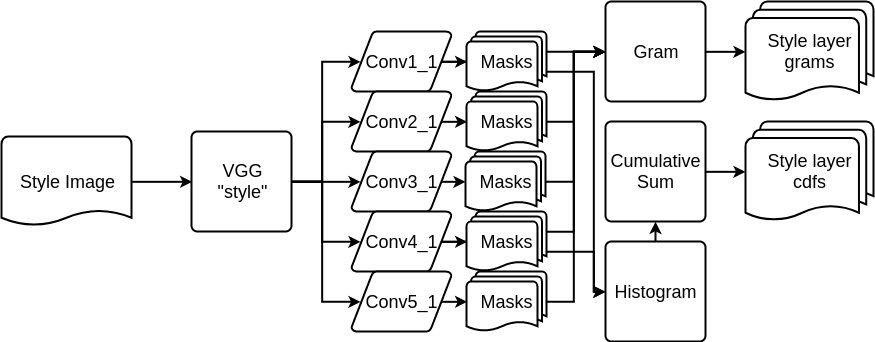 Style Image
VGG
"style"
Conv1_1
Masks
Conv2_1
Masks
Conv3_1
Masks
Conv4_1
Masks
Conv5_1
Masks
Gram
Style layer
grams
Cumulative
Sum
Style layer
cdfs
Histogram